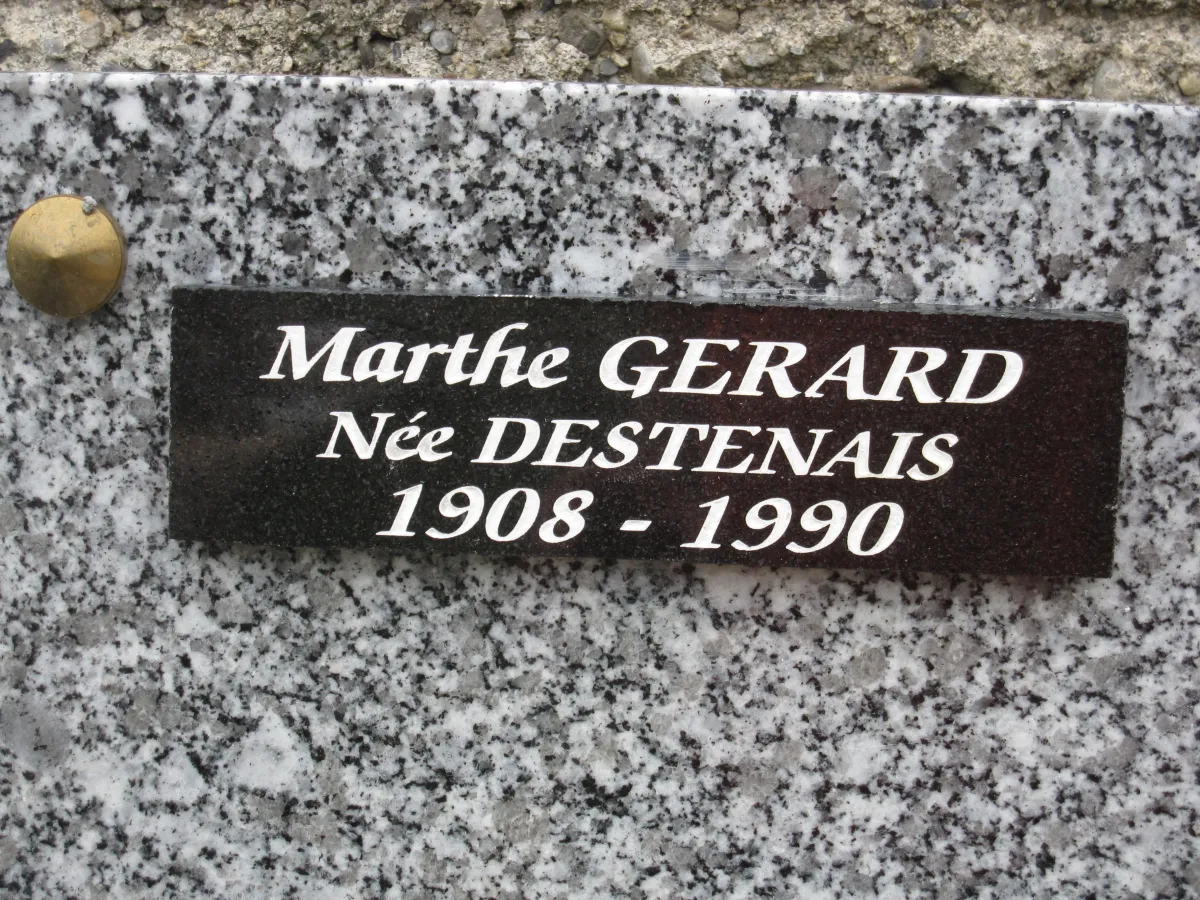 Marthe GERARD
Née DESTENAIS
1908 - 1990